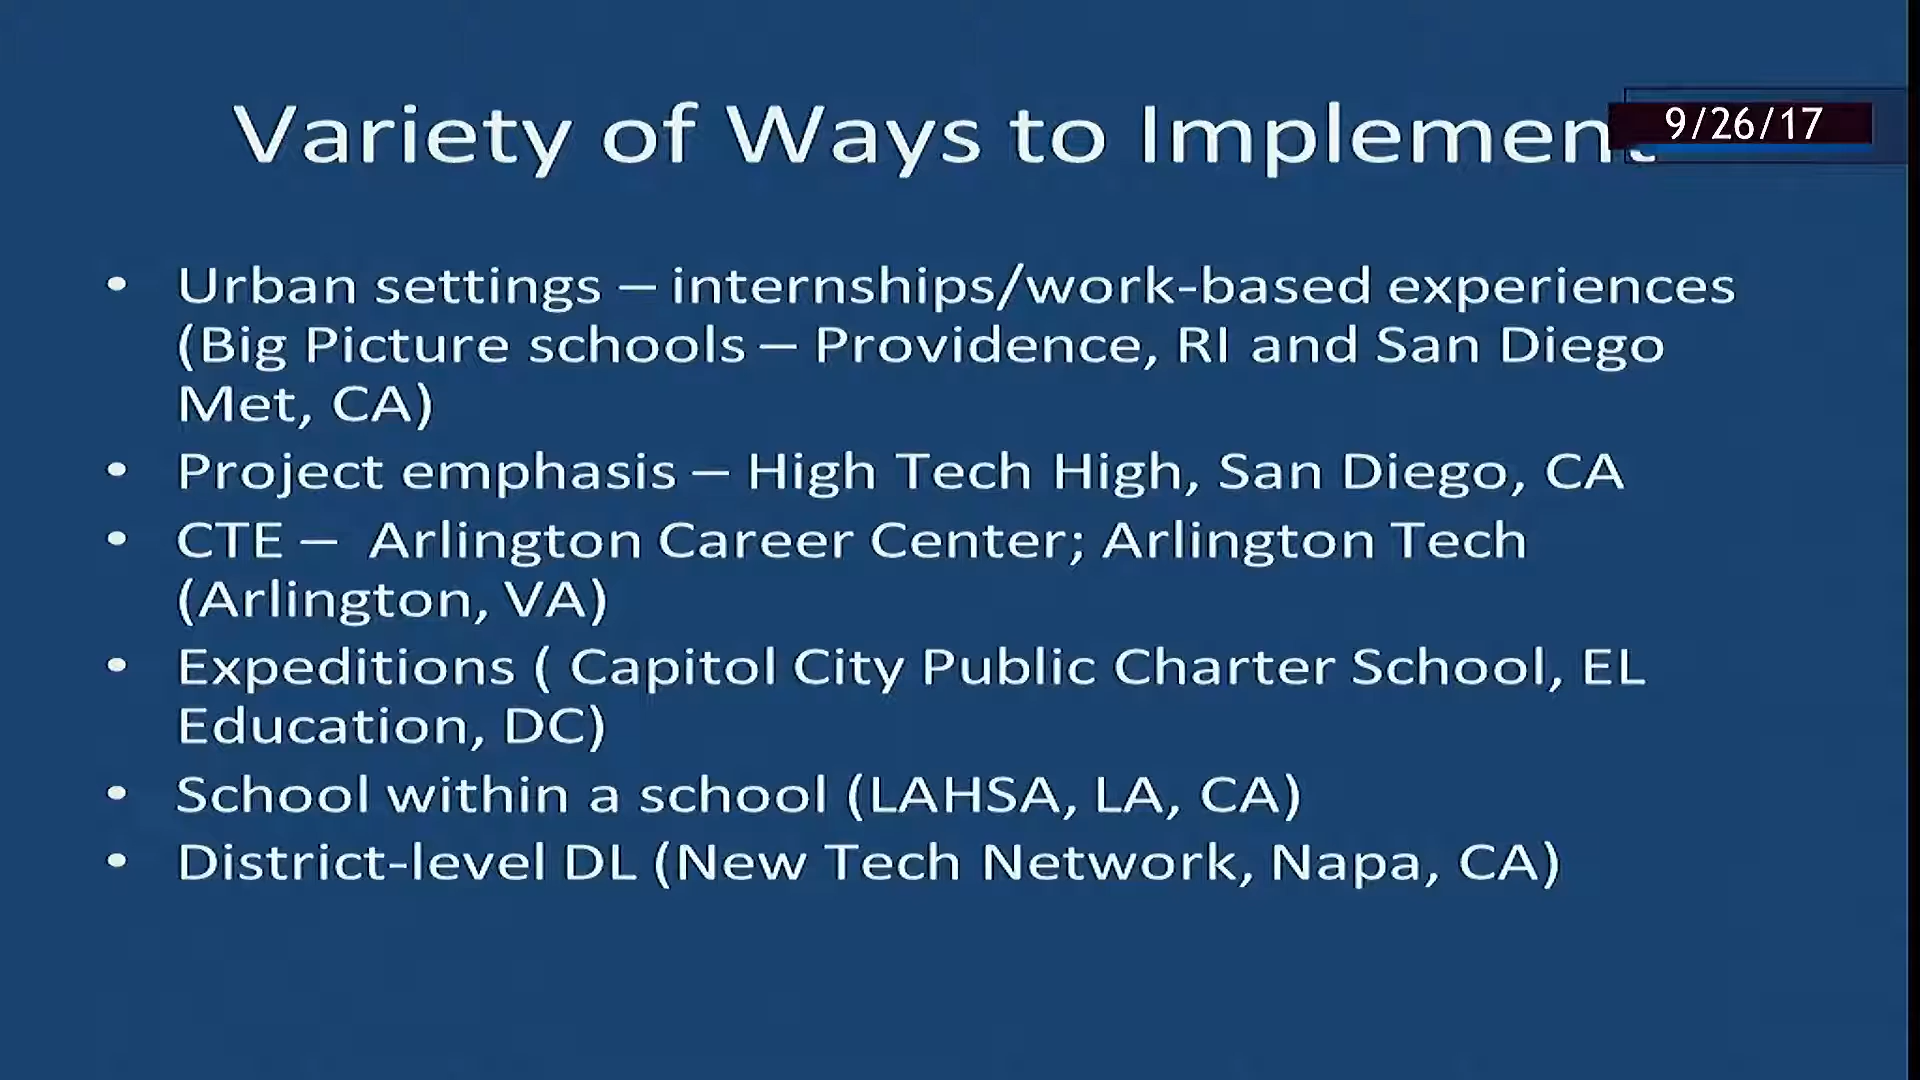 Variety of Ways to Implement
9/26/17
• Urban settings – internships/work-based experiences
(Big Picture schools – Providence, RI and San Diego
Met, CA)
• Project emphasis – High Tech High, San Diego, CA
• CTE – Arlington Career Center; Arlington Tech
(Arlington, VA)
• Expeditions ( Capitol City Public Charter School, EL
Education, DC)
• School within a school (LAHSA, LA, CA)
• District-level DL (New Tech Network, Napa, CA)